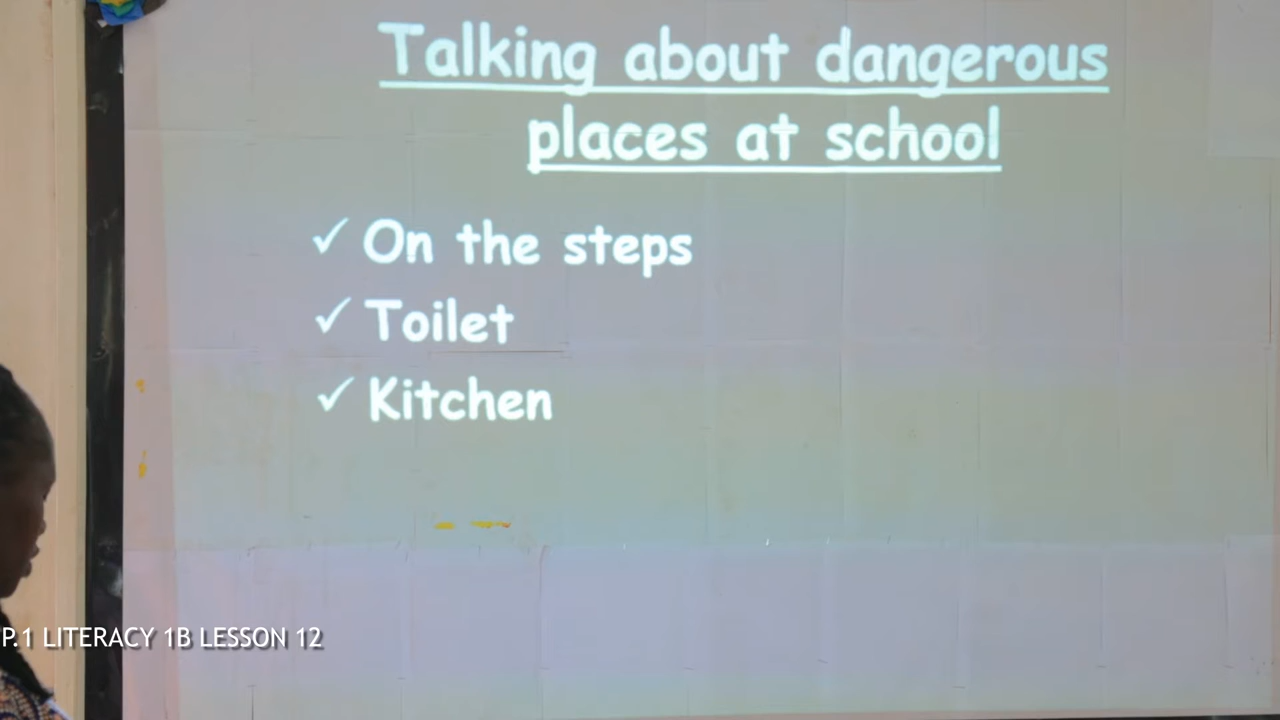 Talking about dangerous
places at school
✓ On the steps
✓ Toilet
✓ Kitchen
P.1 LITERACY 1B LESSON 12